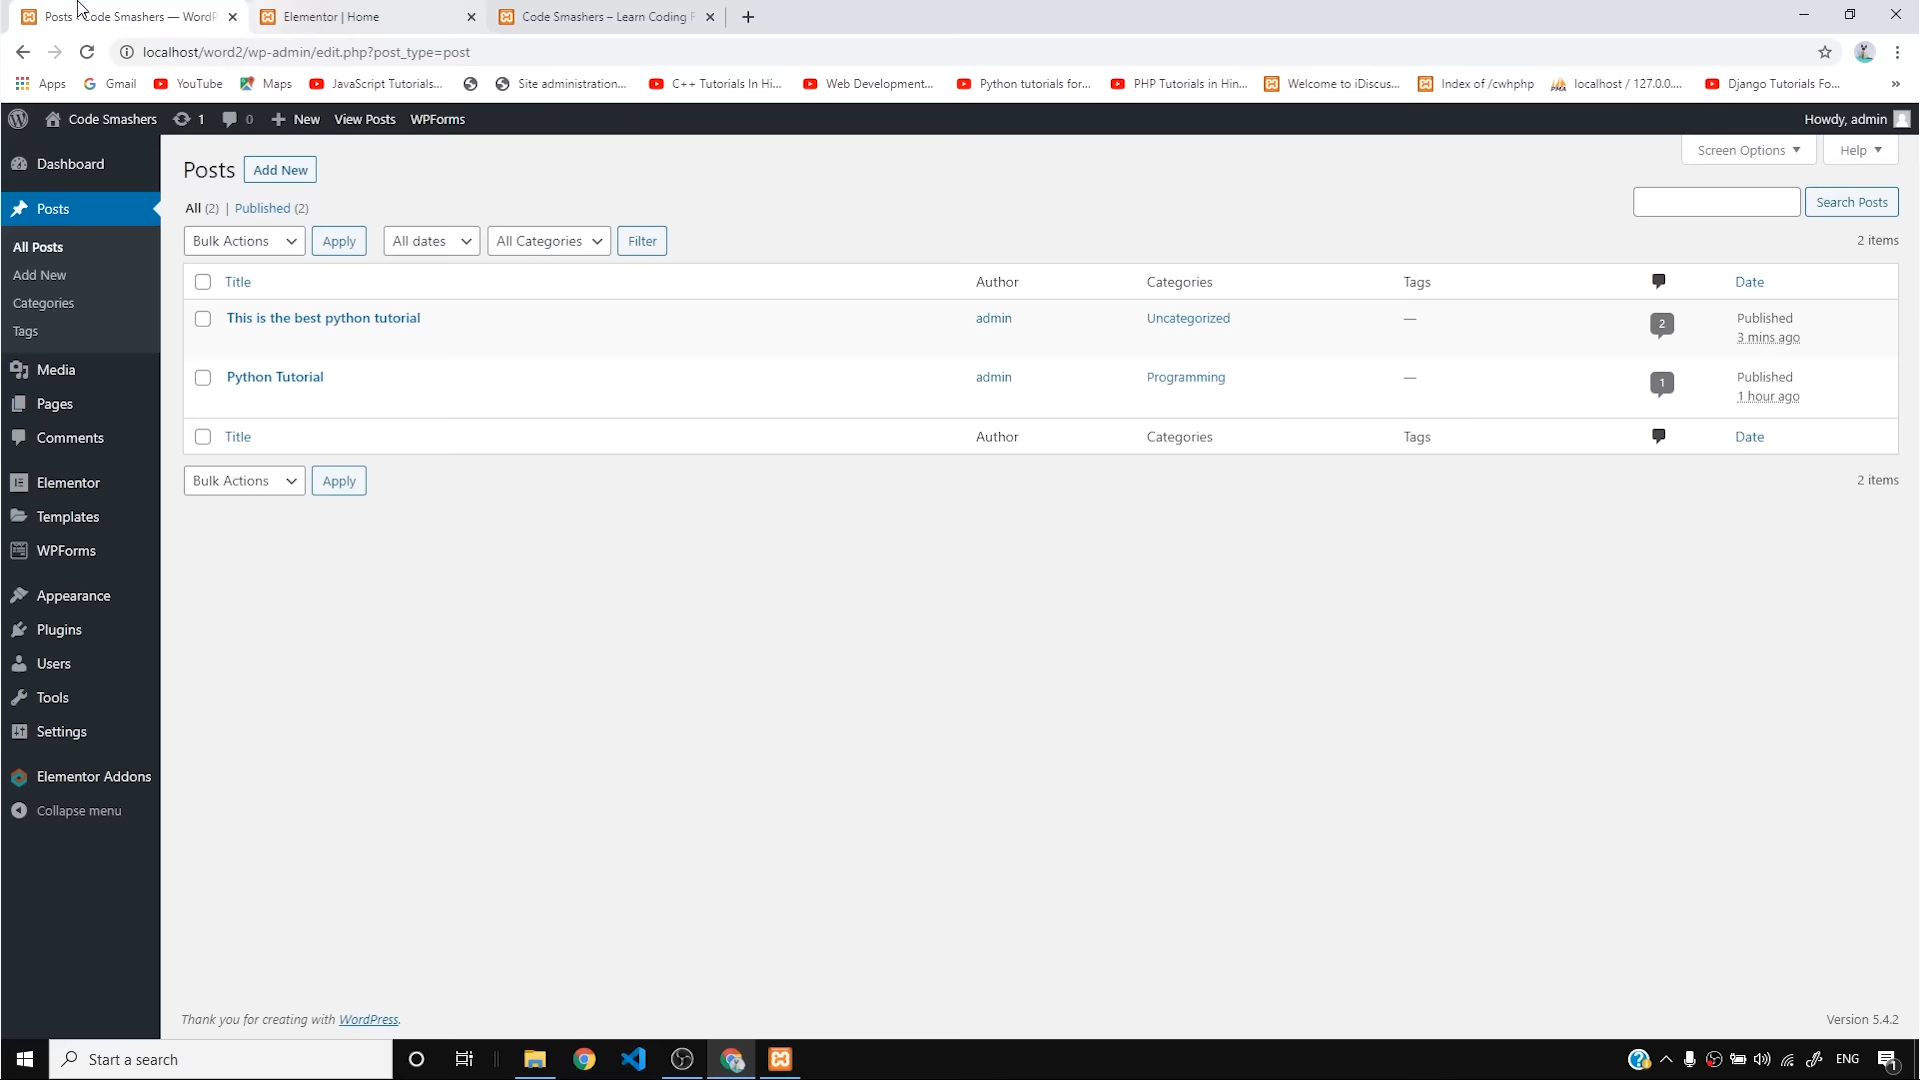 Posts Code Smashers — WordP
Elementor | Home
Code Smashers – Learn Coding F
localhost/word2/wp-admin/edit.php?post_type=post
Apps
Gmail
YouTube
Maps
JavaScript Tutorials...
Site administration...
C++ Tutorials In Hi...
Web Development...
Python tutorials for...
PHP Tutorials in Hin...
Welcome to iDiscus...
Index of /cwhphp
localhost / 127.0.0....
Django Tutorials Fo...
»
Code Smashers
1
0
New
View Posts
WPForms
Howdy, admin
Dashboard
Posts
All Posts
Add New
Categories
Tags
Media
Pages
Comments
Elementor
Templates
WPForms
Appearance
Plugins
Users
Tools
Settings
Elementor Addons
Collapse menu
Screen Options
Help
Posts
Add New
All (2) | Published (2)
Search Posts
Bulk Actions
Apply
All dates
All Categories
Filter
2 items
Title
Author
Categories
Tags
Date
This is the best python tutorial
admin
Uncategorized
—
2
Published
3 mins ago
Python Tutorial
admin
Programming
—
1
Published
1 hour ago
Title
Author
Categories
Tags
Date
Bulk Actions
Apply
2 items
Thank you for creating with WordPress.
Version 5.4.2
Start a search
ENG
1